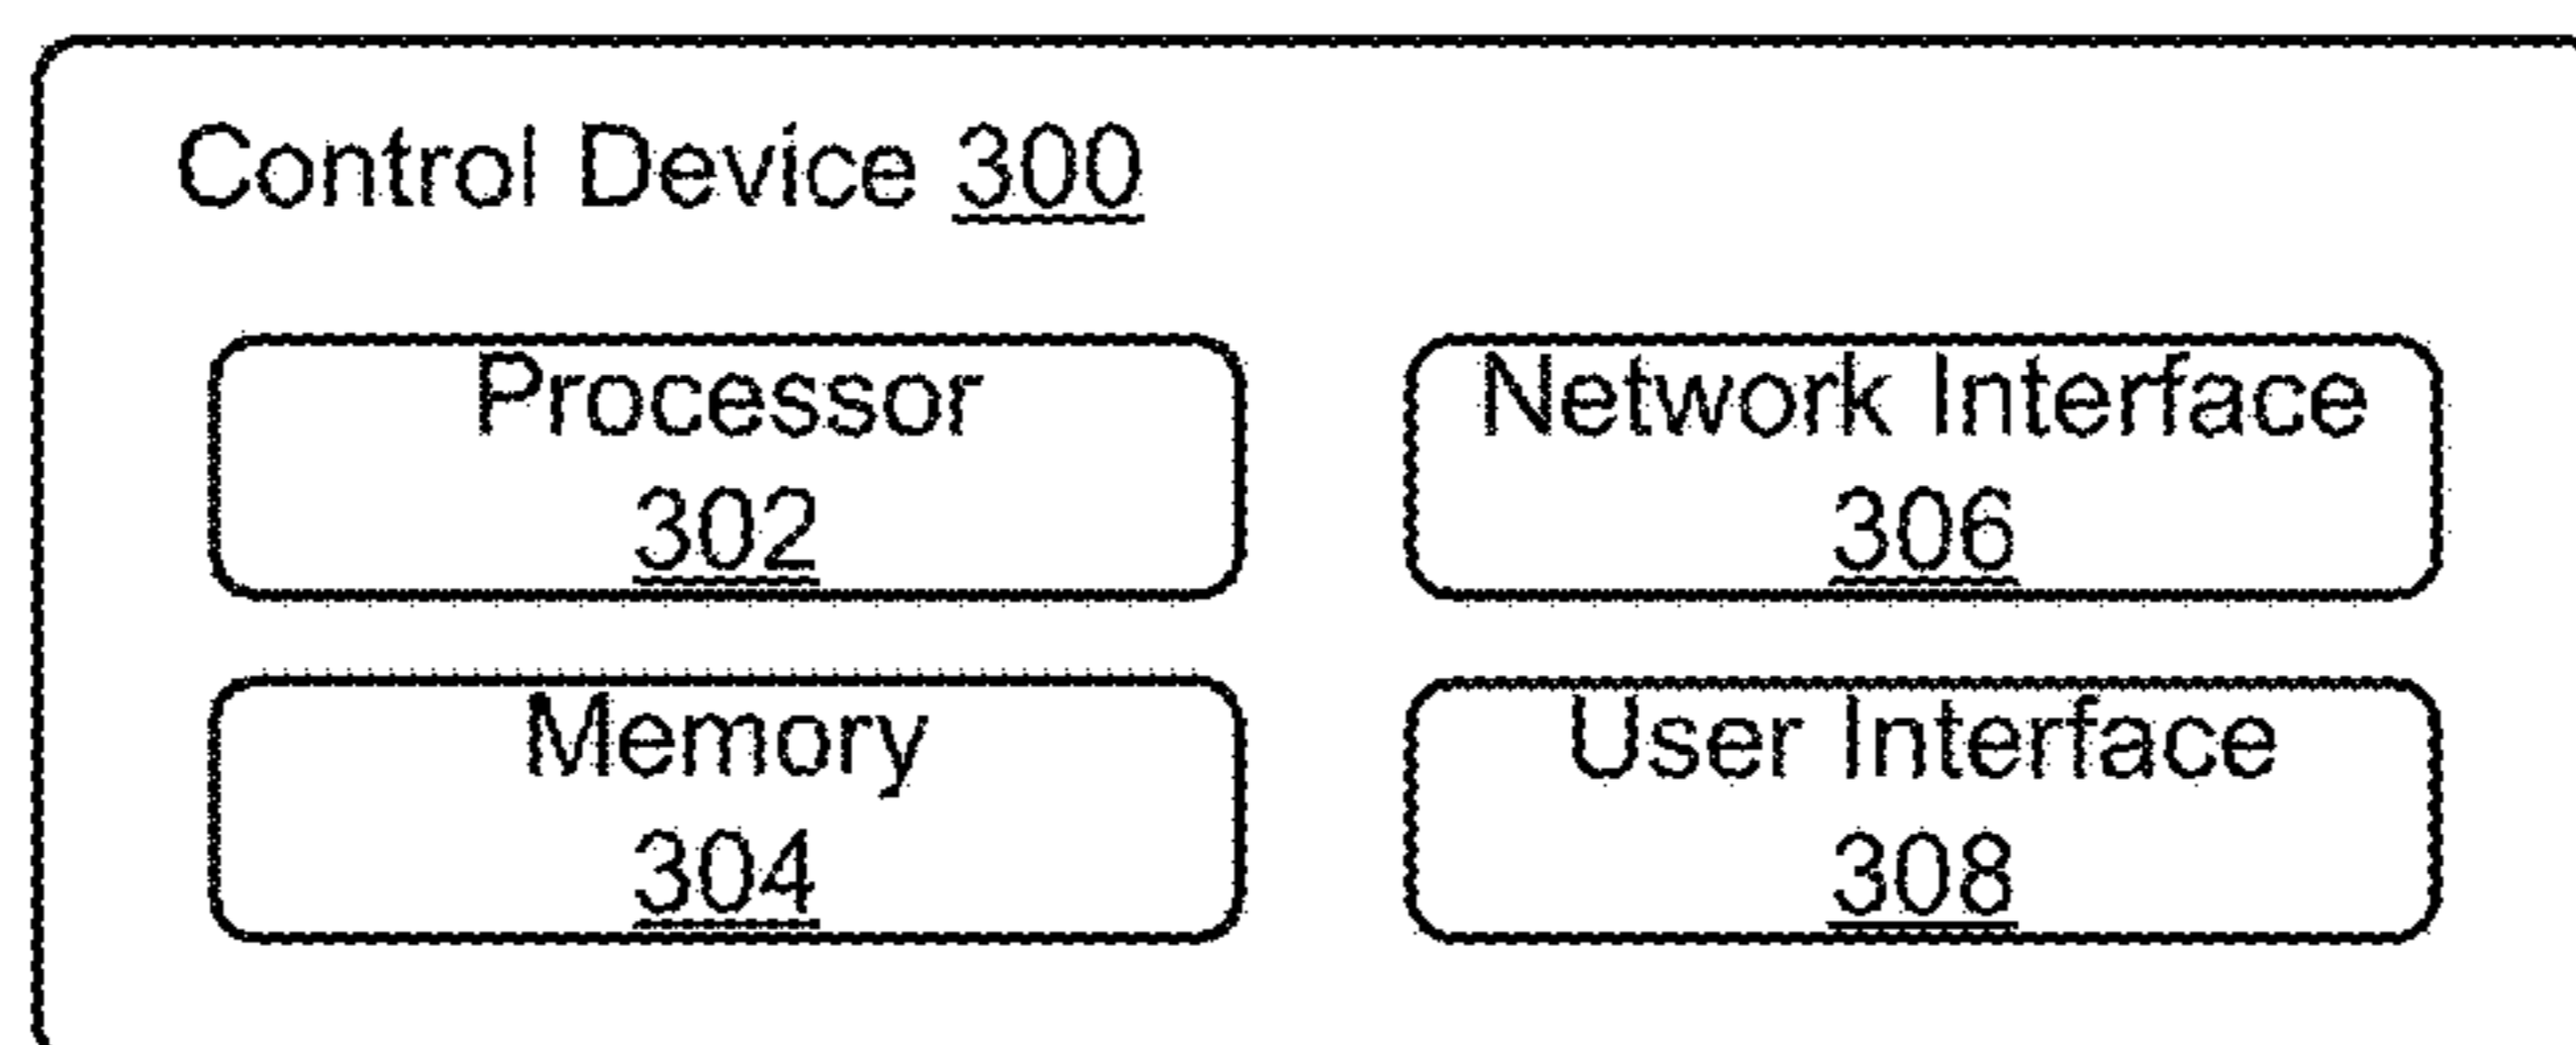 Control Device 300
Processor
302
Network Interface
306
Memory
304
User Interface
308